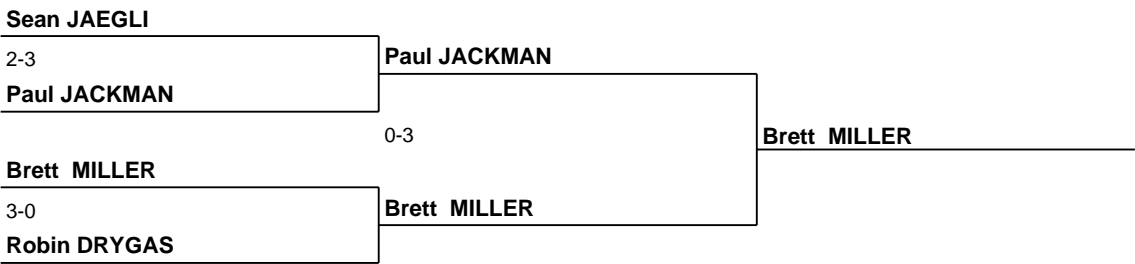 Sean JAEGLI
2-3
Paul JACKMAN
Paul JACKMAN
0-3
Brett  MILLER
Brett  MILLER
3-0
Brett  MILLER
Robin DRYGAS